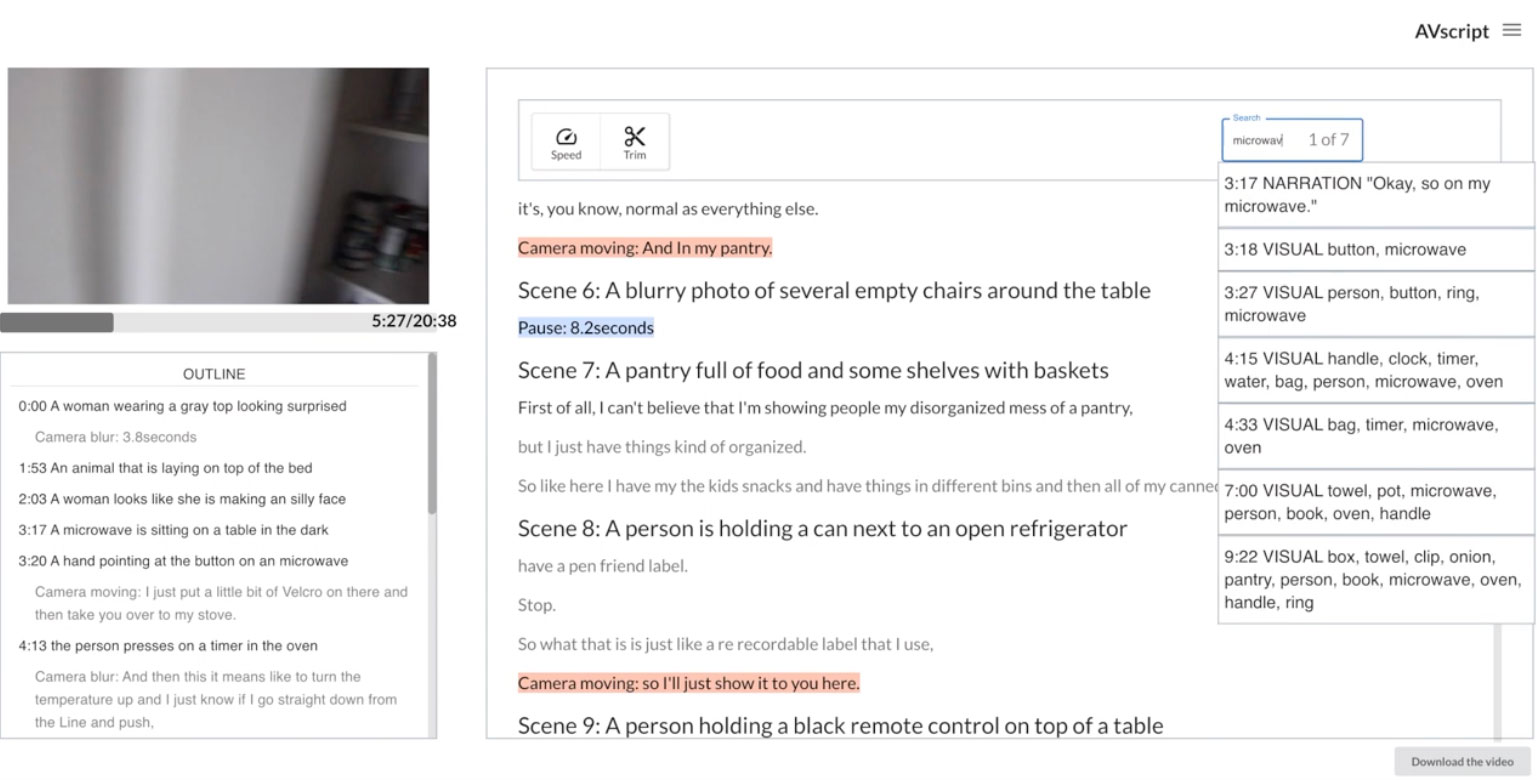 AVscript
5:27/20:38
OUTLINE
0:00 A woman wearing a gray top looking surprised
Camera blur: 3.8seconds
1:53 An animal that is laying on top of the bed
2:03 A woman looks like she is making an silly face
3:17 A microwave is sitting on a table in the dark
3:20 A hand pointing at the button on an microwave
Camera moving: I just put a little bit of Velcro on there and
then take you over to my stove.
4:13 the person presses on a timer in the oven
Camera blur: And then this it means like to turn the
temperature up and I just know if I go straight down from
the Line and push,
Speed
Trim
Search
microwav
1 of 7
3:17 NARRATION "Okay, so on my
microwave."
3:18 VISUAL button, microwave
3:27 VISUAL person, button, ring,
microwave
4:15 VISUAL handle, clock, timer,
water, bag, person, microwave, oven
4:33 VISUAL bag, timer, microwave,
oven
7:00 VISUAL towel, pot, microwave,
person, book, oven, handle
9:22 VISUAL box, towel, clip, onion,
pantry, person, book, microwave, oven,
handle, ring
it's, you know, normal as everything else.
Camera moving: And In my pantry.
Scene 6: A blurry photo of several empty chairs around the table
Pause: 8.2seconds
Scene 7: A pantry full of food and some shelves with baskets
First of all, I can't believe that I'm showing people my disorganized mess of a pantry,
but I just have things kind of organized.
So like here I have my the kids snacks and have things in different bins and then all of my canned
Scene 8: A person is holding a can next to an open refrigerator
have a pen friend label.
Stop.
So what that is is just like a re recordable label that I use,
Camera moving: so I'll just show it to you here.
Scene 9: A person holding a black remote control on top of a table
Download the video